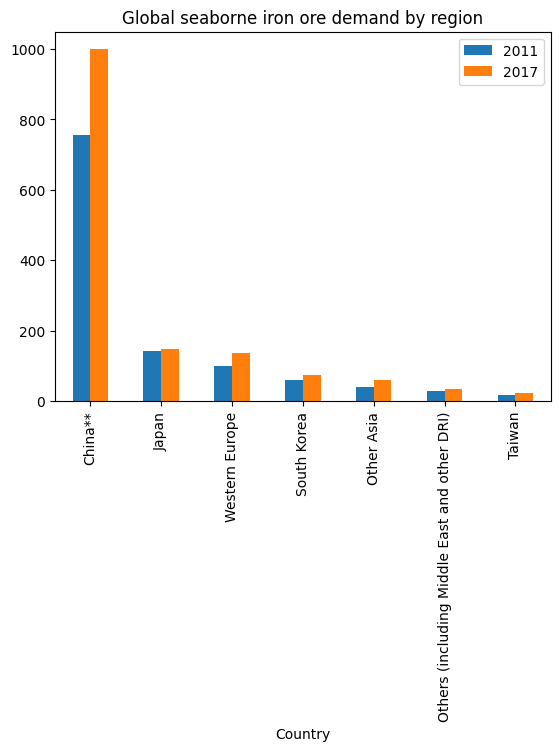 Global seaborne iron ore demand by region
2011
2017
1000
800
600
400
200
0
China**
Japan
Western Europe
South Korea
Other Asia
Others (including Middle East and other DRI)
Taiwan
Country